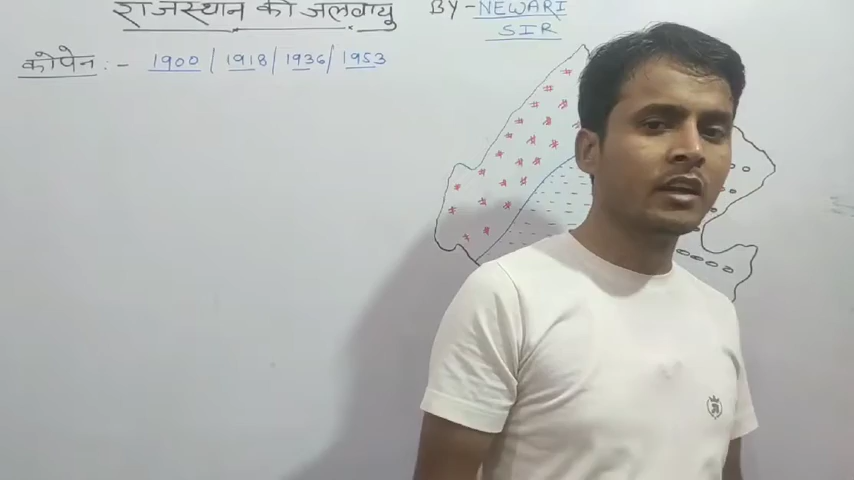 राजस्थान की जलवायु BY-NEWARI
SIR
कोपेन :- 1900 / 1918 / 1936 / 1953